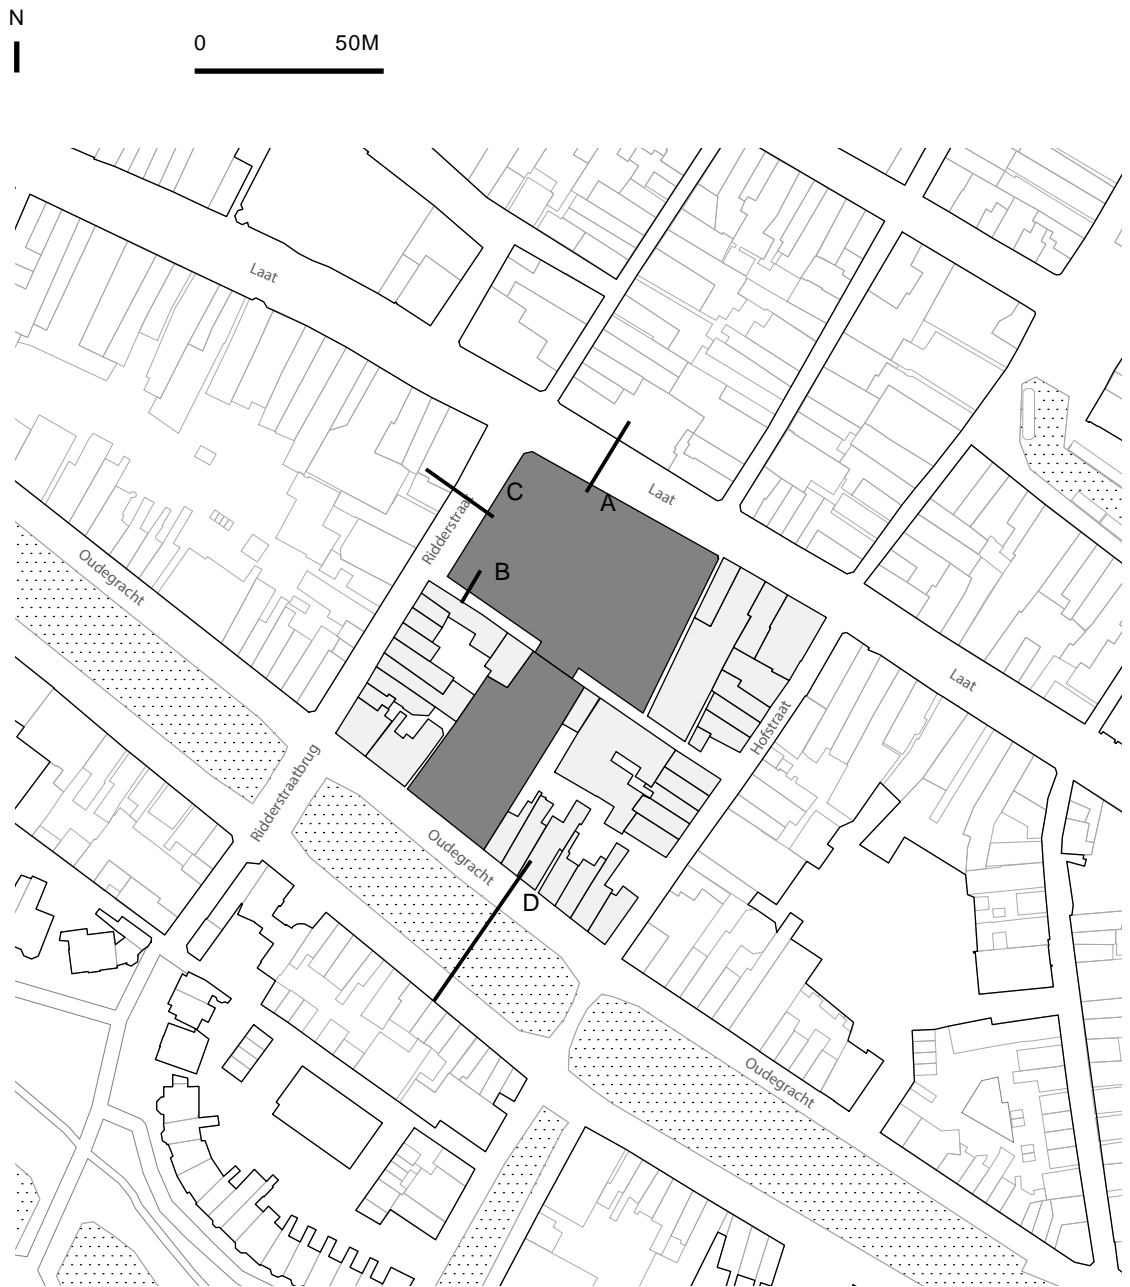 N
0 50M
Laat
C
A
Laat
Ridderstraat
B
Oudegracht
Laat
Hofstraat
Ridderstraatbrug
Oudegracht
D
Oudegracht